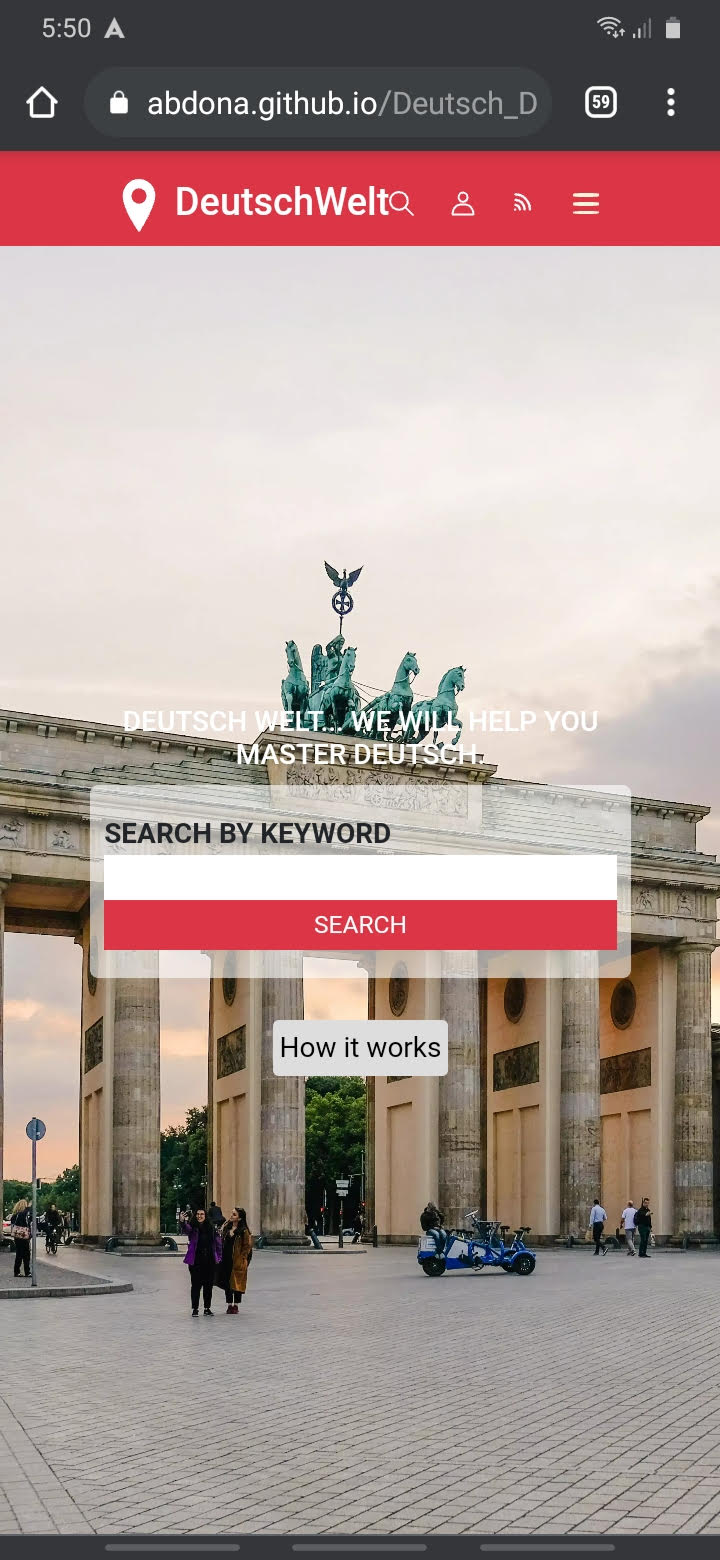 5:50
abdona.github.io/Deutsch_D
59
DeutschWelt
DEUTSCH WELT... WE WILL HELP YOU
MASTER DEUTSCH.
SEARCH BY KEYWORD
SEARCH
How it works